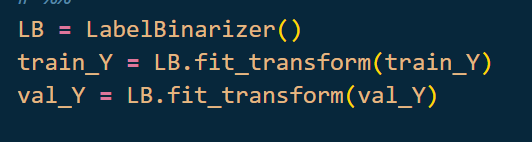 # %%
LB = LabelBinarizer()
train_Y = LB.fit_transform(train_Y)
val_Y = LB.fit_transform(val_Y)